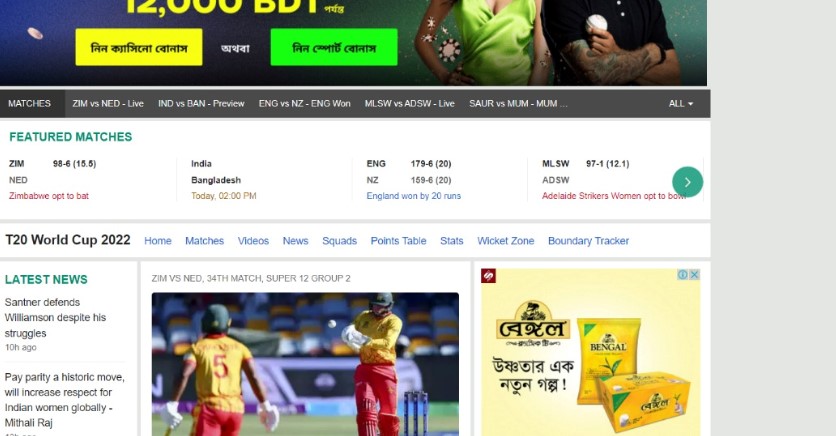 12,000 BDT পর্যন্ত
নিন ক্যাসিনো বোনাস অথবা নিন স্পোর্ট বোনাস
MATCHES ZIM vs NED - Live IND vs BAN - Preview ENG vs NZ - ENG Won MLSW vs ADSW - Live SAUR vs MUM - MUM ... ALL
FEATURED MATCHES
ZIM 98-6 (15.5)
NED
Zimbabwe opt to bat
India
Bangladesh
Today, 02:00 PM
ENG 179-6 (20)
NZ 159-6 (20)
England won by 20 runs
MLSW 97-1 (12.1)
ADSW
Adelaide Strikers Women opt to bowl
T20 World Cup 2022 Home Matches Videos News Squads Points Table Stats Wicket Zone Boundary Tracker
LATEST NEWS
Santner defends
Williamson despite his
struggles
10h ago
Pay parity a historic move,
will increase respect for
Indian women globally -
Mithali Raj
ZIM VS NED, 34TH MATCH, SUPER 12 GROUP 2
5
বেঙ্গল
উষ্ণতার এক
নতুন গল্প!
BENGAL
বেঙ্গল